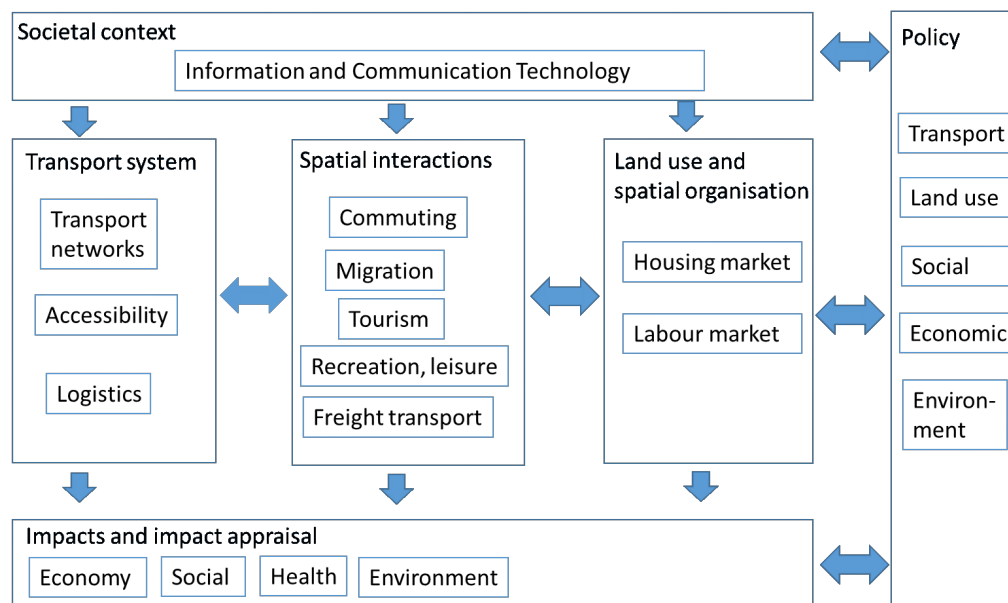 Societal context
Information and Communication Technology
Policy
Transport
Land use
Social
Economic
Environ-
ment
Transport system
Transport
networks
Accessibility
Logistics
Spatial interactions
Commuting
Migration
Tourism
Recreation, leisure
Freight transport
Land use and
spatial organisation
Housing market
Labour market
Impacts and impact appraisal
Economy
Social
Health
Environment